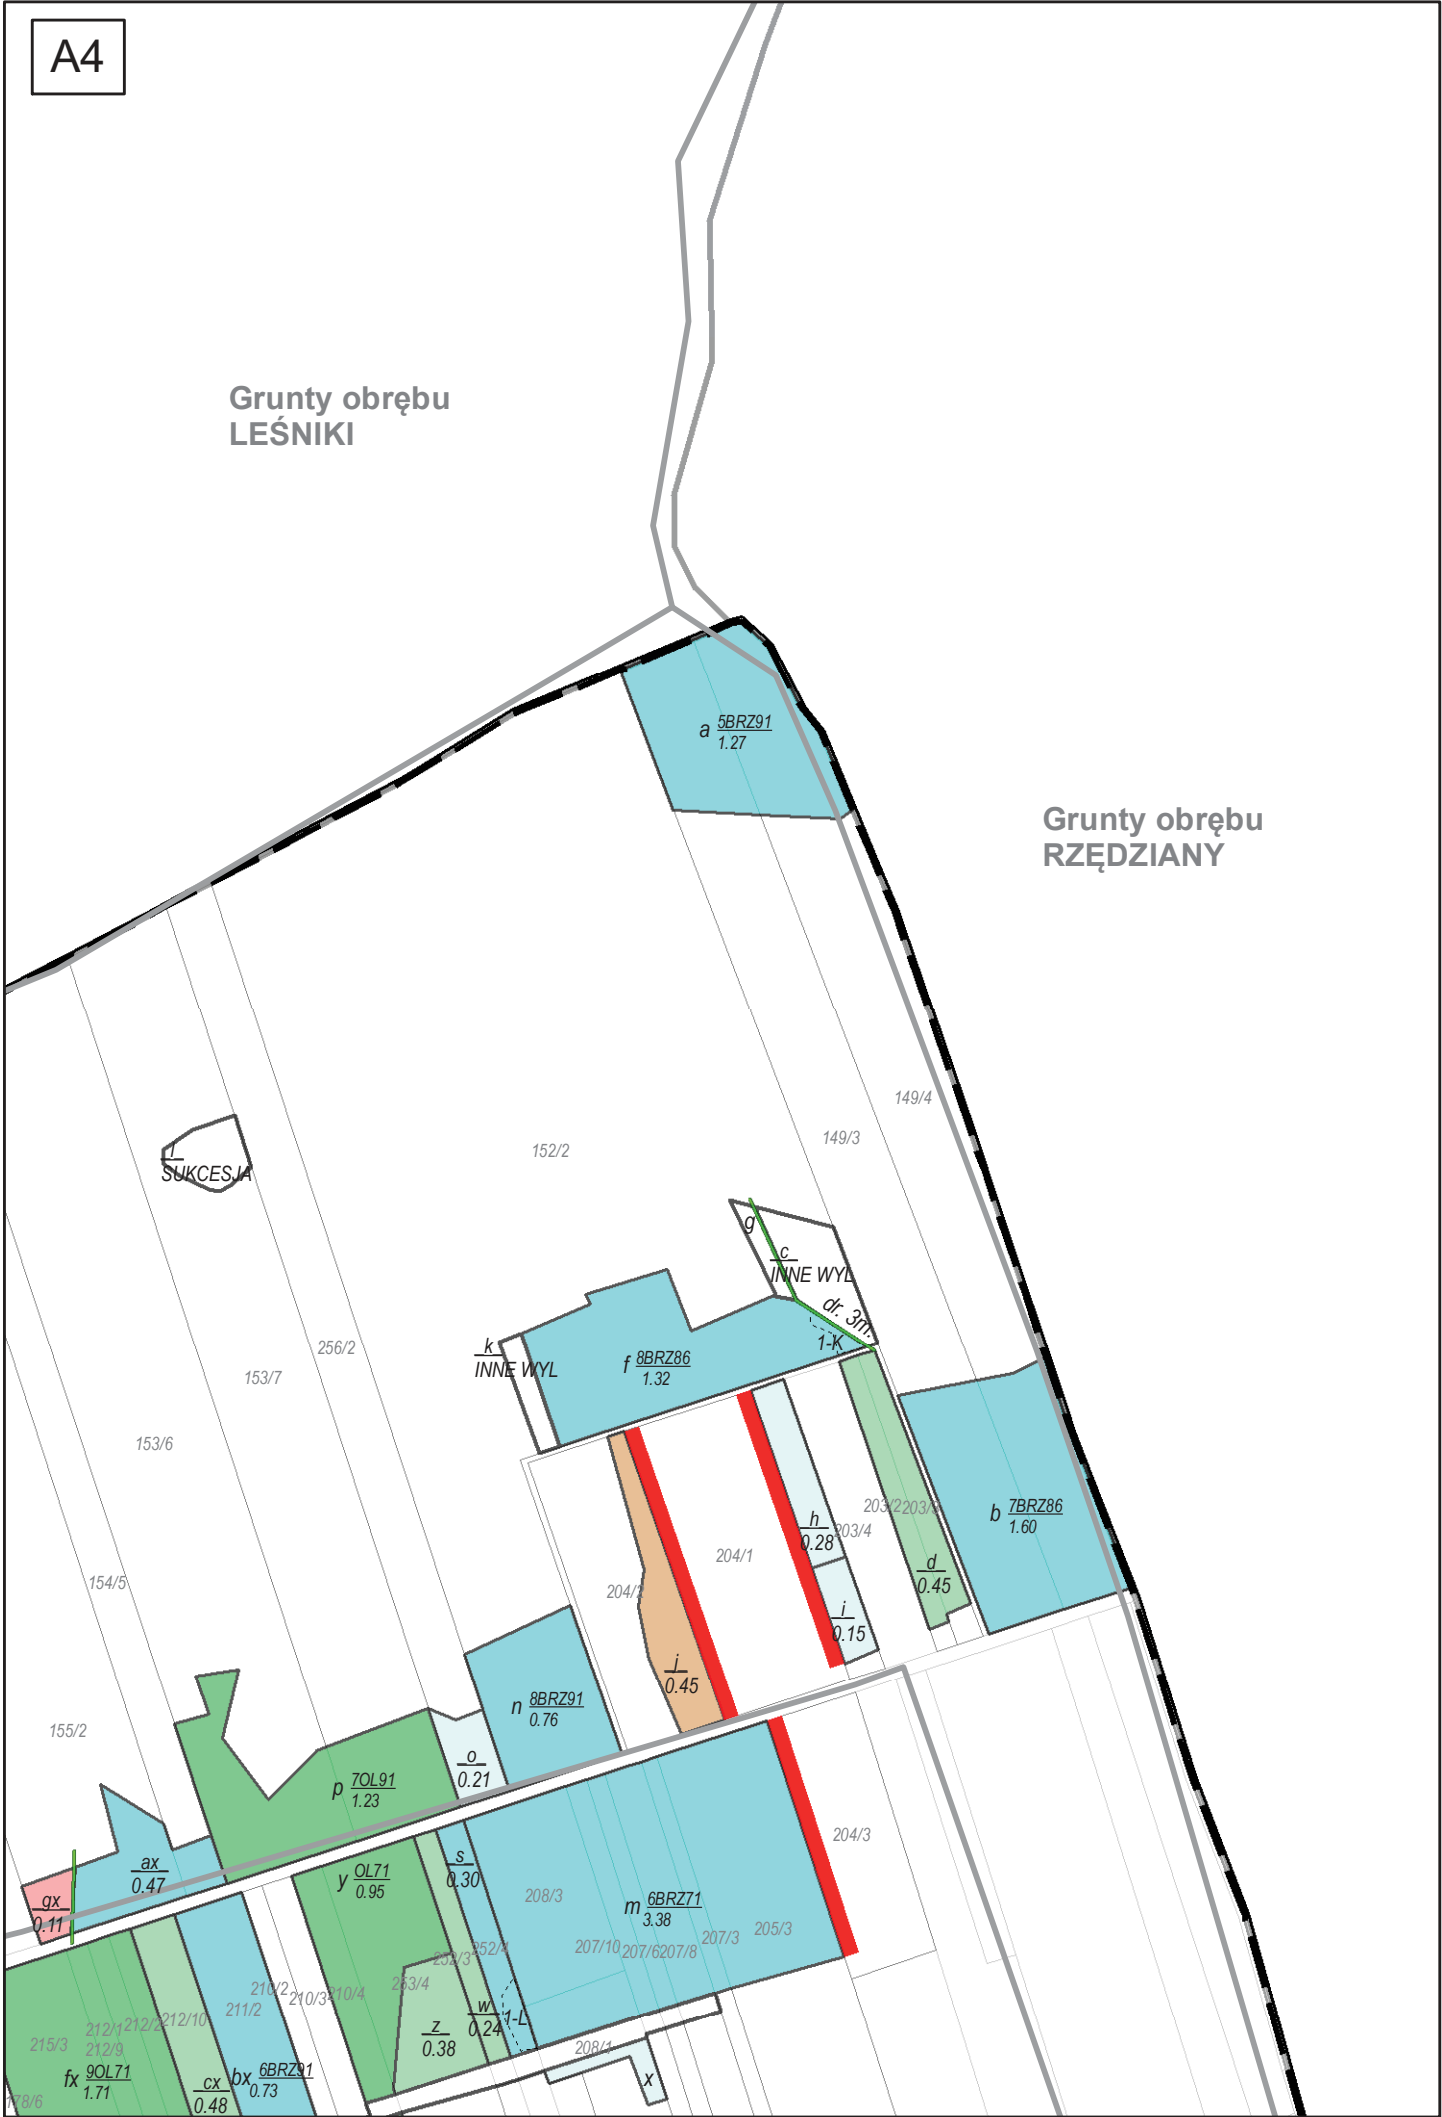 A4
Grunty obrębu
LEŚNIKI
a 5BRZ91
1.27
Grunty obrębu
RZĘDZIANY
149/4
149/3
152/2
l
SUKCESJA
g
c
INNE WYL
dr. 3m.
1-K
k
INNE WYL
f 8BRZ86
1.32
256/2
153/7
153/6
h
0.28
203/2
203/3
203/4
b 7BRZ86
1.60
204/1
d
0.45
154/5
204/2
i
0.15
j
0.45
n 8BRZ91
0.76
155/2
o
0.21
p 7OL91
1.23
204/3
ax
0.47
s
0.30
y OL71
0.95
gx
0.11
208/3
m 6BRZ71
3.38
205/3
207/3
207/10
207/6
207/8
252/4
252/3
253/4
210/2
210/3
210/4
211/2
212/10
212/2
212/1
212/9
215/3
w
0.24
1-L
z
0.38
208/1
x
fx 9OL71
1.71
cx
0.48
bx 6BRZ91
0.73
178/6